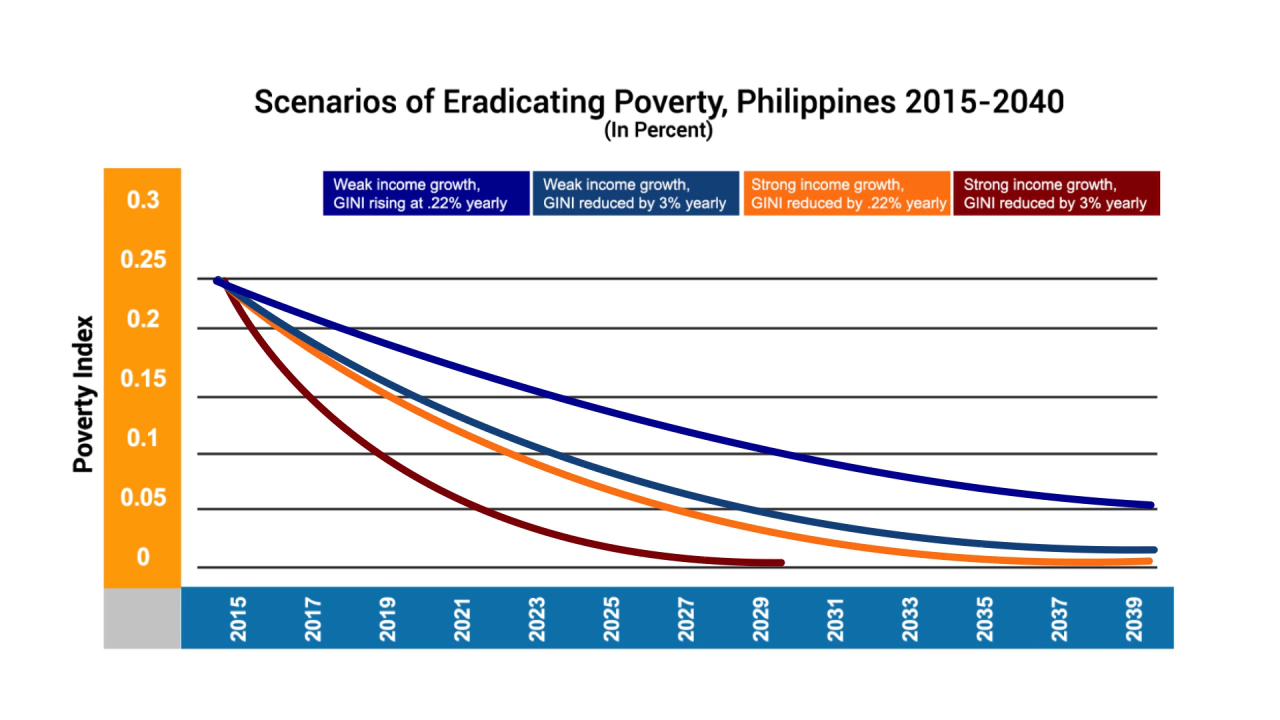 Scenarios of Eradicating Poverty, Philippines 2015-2040
(In Percent)
Weak income growth,
GINI rising at .22% yearly
Weak income growth,
GINI reduced by 3% yearly
Strong income growth,
GINI reduced by .22% yearly
Strong income growth,
GINI reduced by 3% yearly
Poverty Index
0.3
0.25
0.2
0.15
0.1
0.05
0
2015
2017
2019
2021
2023
2025
2027
2029
2031
2033
2035
2037
2039